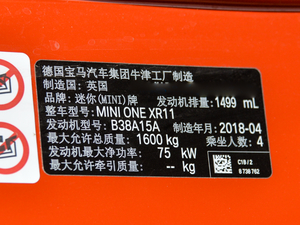 德国宝马汽车集团牛津工厂制造
制造国：英国
品牌：迷你(MINI)牌 发动机排量：1499 mL
整车型号：MINI ONE XR11
发动机型号：B38A15A 制造年月：2018-04
最大允许总质量：1600 kg 乘坐人数：4
发动机最大净功率：75 kW
最大允许牵引质量：-- kg
C18/2
8 738 762